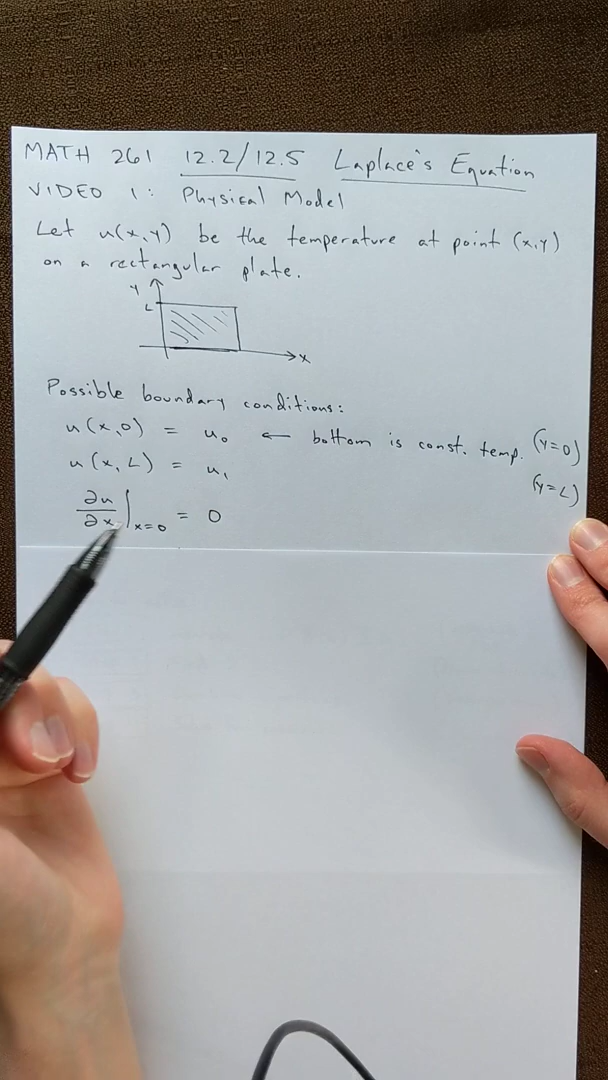 MATH 261 12.2/12.5 Laplace's Equation
VIDEO 1: Physical Model
Let u(x,y) be the temperature at point (x,y)
on a rectangular plate.
y
L
x
Possible boundary conditions:
u(x,0) = u₀ ← bottom is const. temp. (y=0)
u(x,L) = u₁ (y=L)
∂u/∂x|ₓ₌₀ = 0